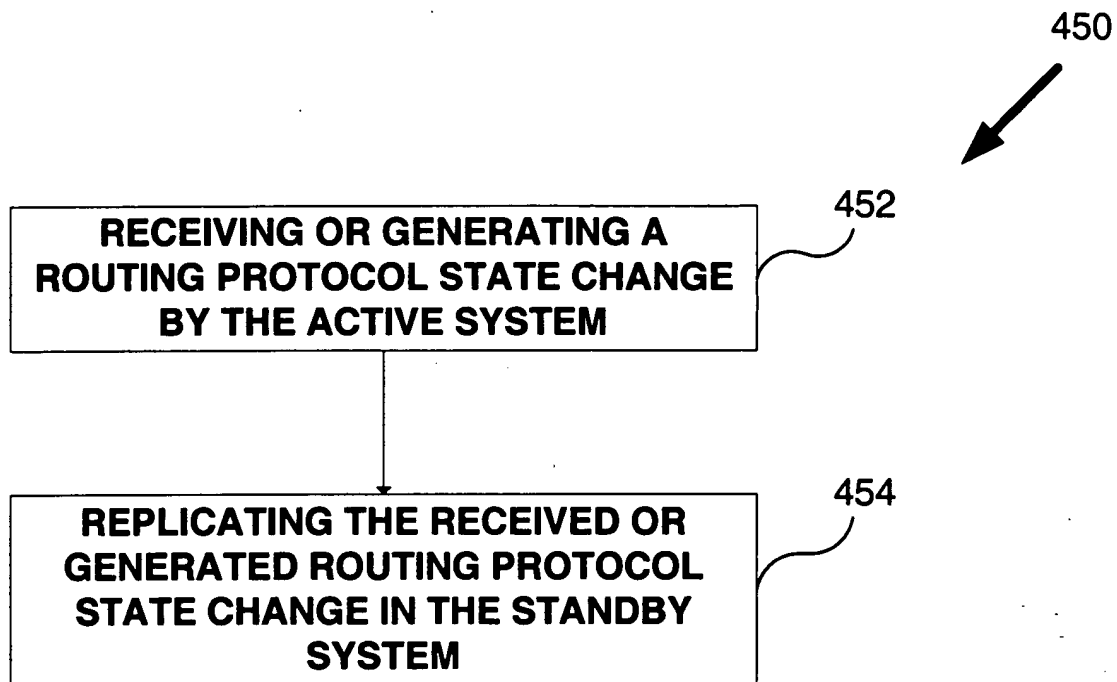 450
452
RECEIVING OR GENERATING A
ROUTING PROTOCOL STATE CHANGE
BY THE ACTIVE SYSTEM
454
REPLICATING THE RECEIVED OR
GENERATED ROUTING PROTOCOL
STATE CHANGE IN THE STANDBY
SYSTEM